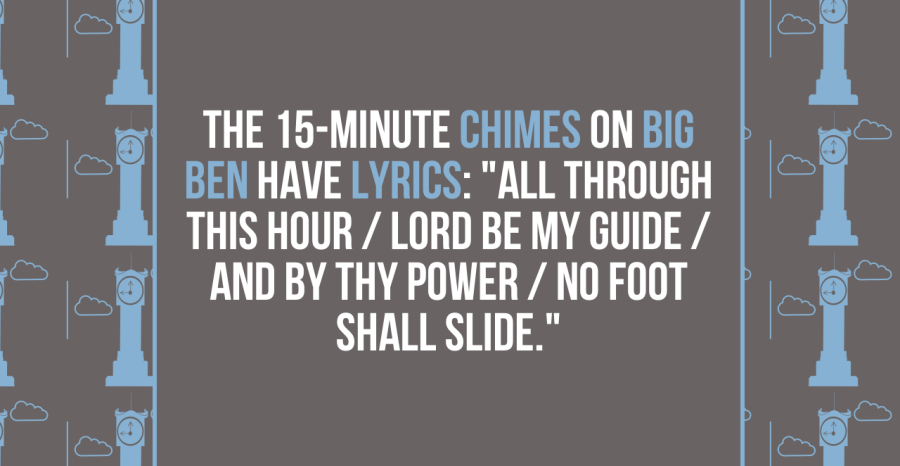 THE 15-MINUTE CHIMES ON BIG
BEN HAVE LYRICS: "ALL THROUGH
THIS HOUR / LORD BE MY GUIDE /
AND BY THY POWER / NO FOOT
SHALL SLIDE."